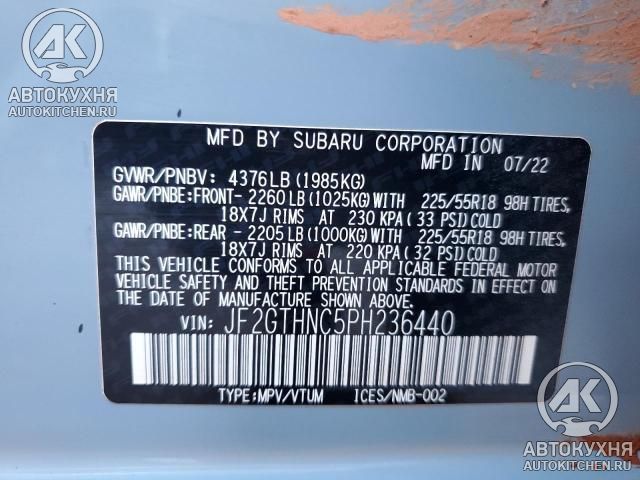 АК
АВТОКУХНЯ
AUTOKITCHEN.RU
АК
АВТОКУХНЯ
AUTOKITCHEN.RU
MFD BY SUBARU CORPORATION
GVWR/PNBV: 4376LB (1985KG) MFD IN 07/22
GAWR/PNBE:FRONT- 2260LB (1025KG) WITH 225/55R18 98H TIRES,
18X7J RIMS AT 230 KPA (33 PSI) COLD
GAWR/PNBE:REAR - 2205LB (1000KG) WITH 225/55R18 98H TIRES,
18X7J RIMS AT 220 KPA (32 PSI) COLD
THIS VEHICLE CONFORMS TO ALL APPLICABLE FEDERAL MOTOR
VEHICLE SAFETY AND THEFT PREVENTION STANDARDS IN EFFECT
ON THE DATE OF MANUFACTURE SHOWN ABOVE.
VIN: JF2GTHNC5PH236440
TYPE:MPV/VTUM ICES/NMB-002
АК
АВТОКУХНЯ
AUTOKITCHEN.RU